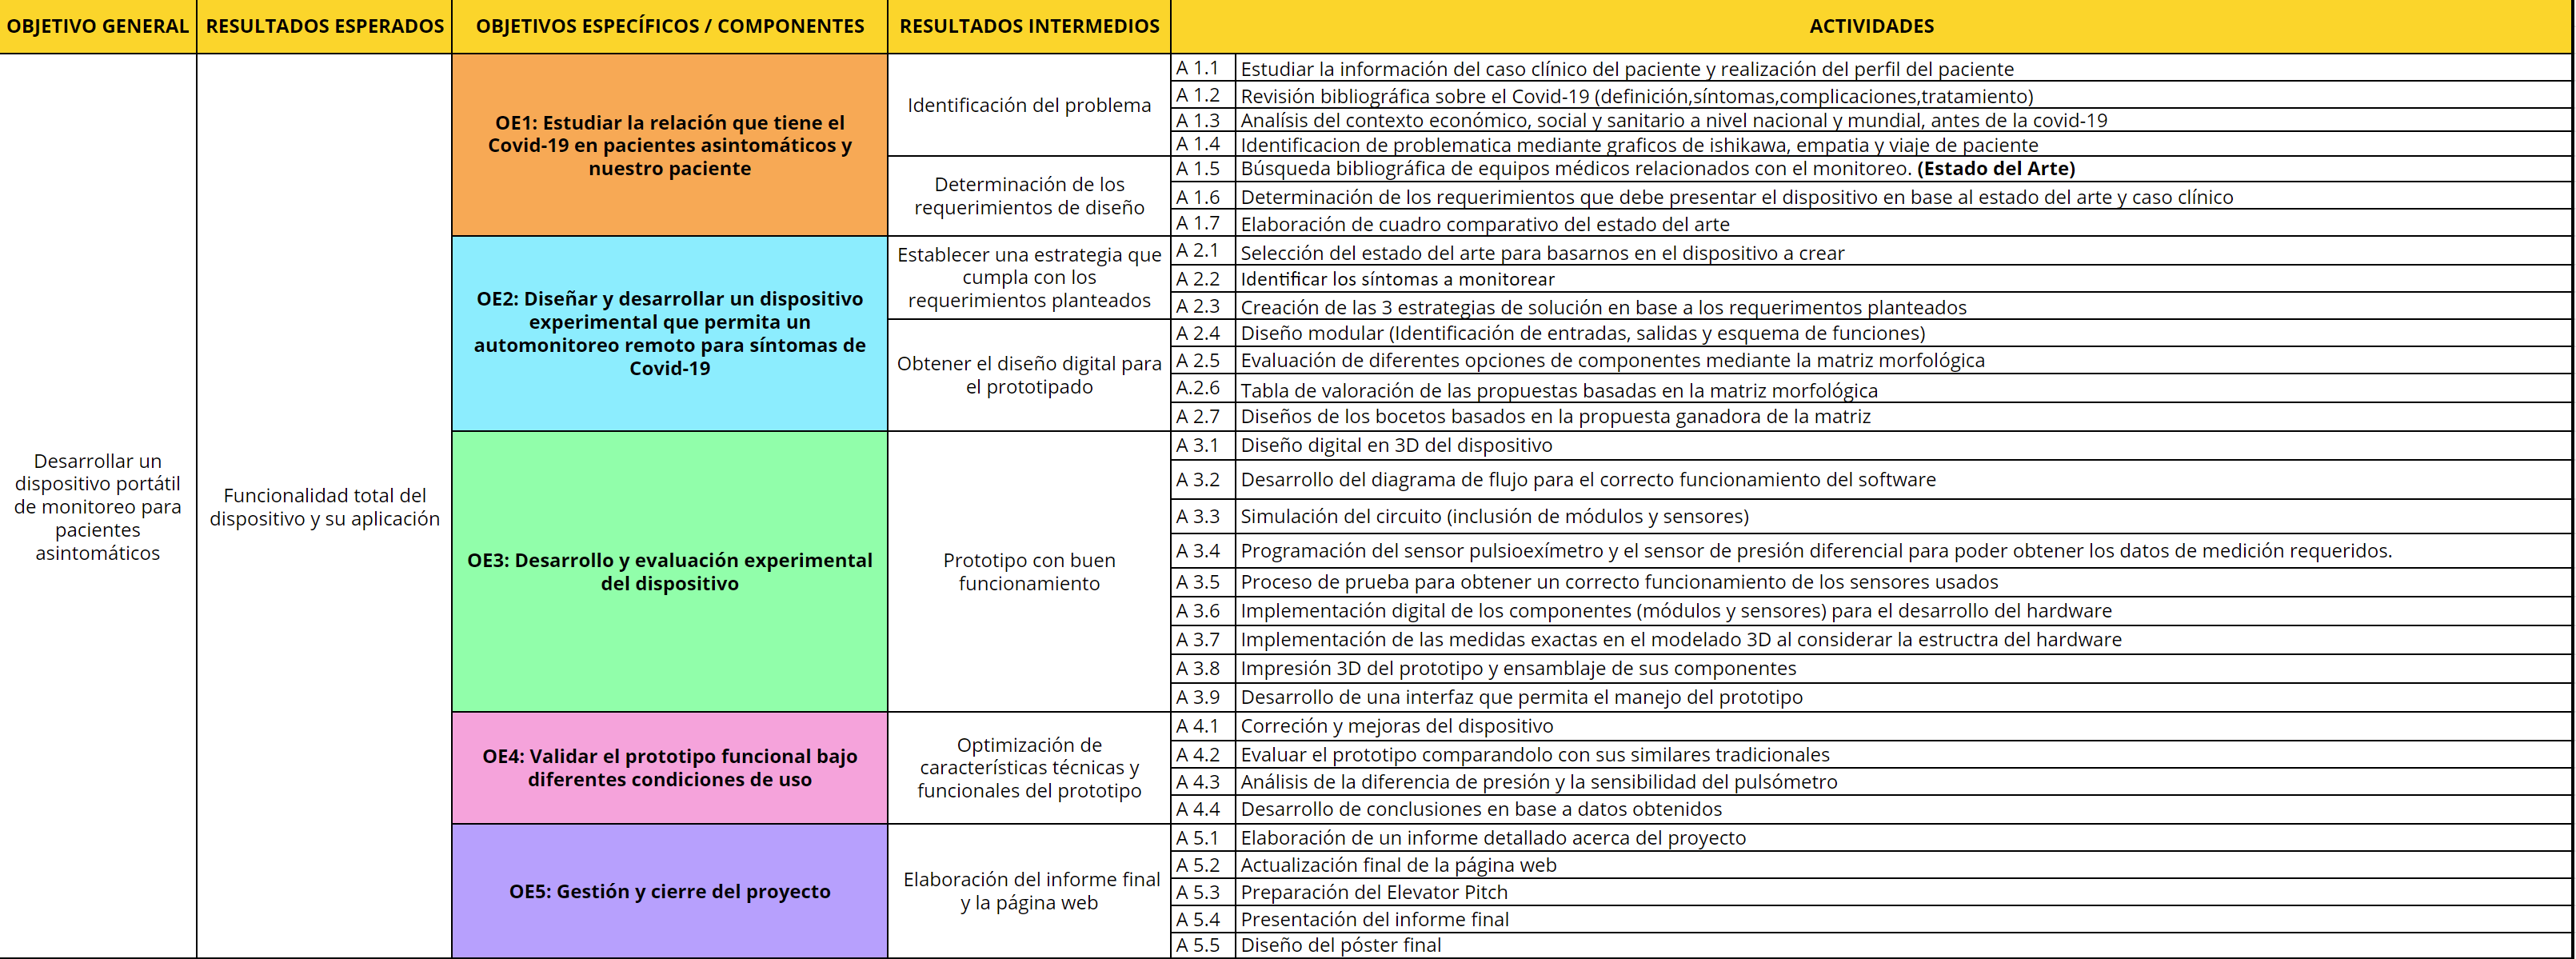 OBJETIVO GENERAL
RESULTADOS ESPERADOS
OBJETIVOS ESPECÍFICOS / COMPONENTES
RESULTADOS INTERMEDIOS
ACTIVIDADES
Desarrollar un
dispositivo portátil
de monitoreo para
pacientes
asintomáticos
Funcionalidad total del
dispositivo y su aplicación
OE1: Estudiar la relación que tiene el
Covid-19 en pacientes asintomáticos y
nuestro paciente
Identificación del problema
A 1.1 Estudiar la información del caso clínico del paciente y realización del perfil del paciente
A 1.2 Revisión bibliográfica sobre el Covid-19 (definición,síntomas,complicaciones,tratamiento)
A 1.3 Analísis del contexto económico, social y sanitario a nivel nacional y mundial, antes de la covid-19
A 1.4 Identificacion de problematica mediante graficos de ishikawa, empatia y viaje de paciente
Determinación de los
requerimientos de diseño
A 1.5 Búsqueda bibliográfica de equipos médicos relacionados con el monitoreo. (Estado del Arte)
A 1.6 Determinación de los requerimientos que debe presentar el dispositivo en base al estado del arte y caso clínico
A 1.7 Elaboración de cuadro comparativo del estado del arte
OE2: Diseñar y desarrollar un dispositivo
experimental que permita un
automonitoreo remoto para síntomas de
Covid-19
Establecer una estrategia que
cumpla con los
requerimientos planteados
A 2.1 Selección del estado del arte para basarnos en el dispositivo a crear
A 2.2 Identificar los síntomas a monitorear
A 2.3 Creación de las 3 estrategias de solución en base a los requerimentos planteados
Obtener el diseño digital para
el prototipado
A 2.4 Diseño modular (Identificación de entradas, salidas y esquema de funciones)
A 2.5 Evaluación de diferentes opciones de componentes mediante la matriz morfológica
A.2.6 Tabla de valoración de las propuestas basadas en la matriz morfológica
A 2.7 Diseños de los bocetos basados en la propuesta ganadora de la matriz
OE3: Desarrollo y evaluación experimental
del dispositivo
Prototipo con buen
funcionamiento
A 3.1 Diseño digital en 3D del dispositivo
A 3.2 Desarrollo del diagrama de flujo para el correcto funcionamiento del software
A 3.3 Simulación del circuito (inclusión de módulos y sensores)
A 3.4 Programación del sensor pulsioexímetro y el sensor de presión diferencial para poder obtener los datos de medición requeridos.
A 3.5 Proceso de prueba para obtener un correcto funcionamiento de los sensores usados
A 3.6 Implementación digital de los componentes (módulos y sensores) para el desarrollo del hardware
A 3.7 Implementación de las medidas exactas en el modelado 3D al considerar la estructra del hardware
A 3.8 Impresión 3D del prototipo y ensamblaje de sus componentes
A 3.9 Desarrollo de una interfaz que permita el manejo del prototipo
OE4: Validar el prototipo funcional bajo
diferentes condiciones de uso
Optimización de
características técnicas y
funcionales del prototipo
A 4.1 Correción y mejoras del dispositivo
A 4.2 Evaluar el prototipo comparandolo con sus similares tradicionales
A 4.3 Análisis de la diferencia de presión y la sensibilidad del pulsómetro
A 4.4 Desarrollo de conclusiones en base a datos obtenidos
OE5: Gestión y cierre del proyecto
Elaboración del informe final
y la página web
A 5.1 Elaboración de un informe detallado acerca del proyecto
A 5.2 Actualización final de la página web
A 5.3 Preparación del Elevator Pitch
A 5.4 Presentación del informe final
A 5.5 Diseño del póster final